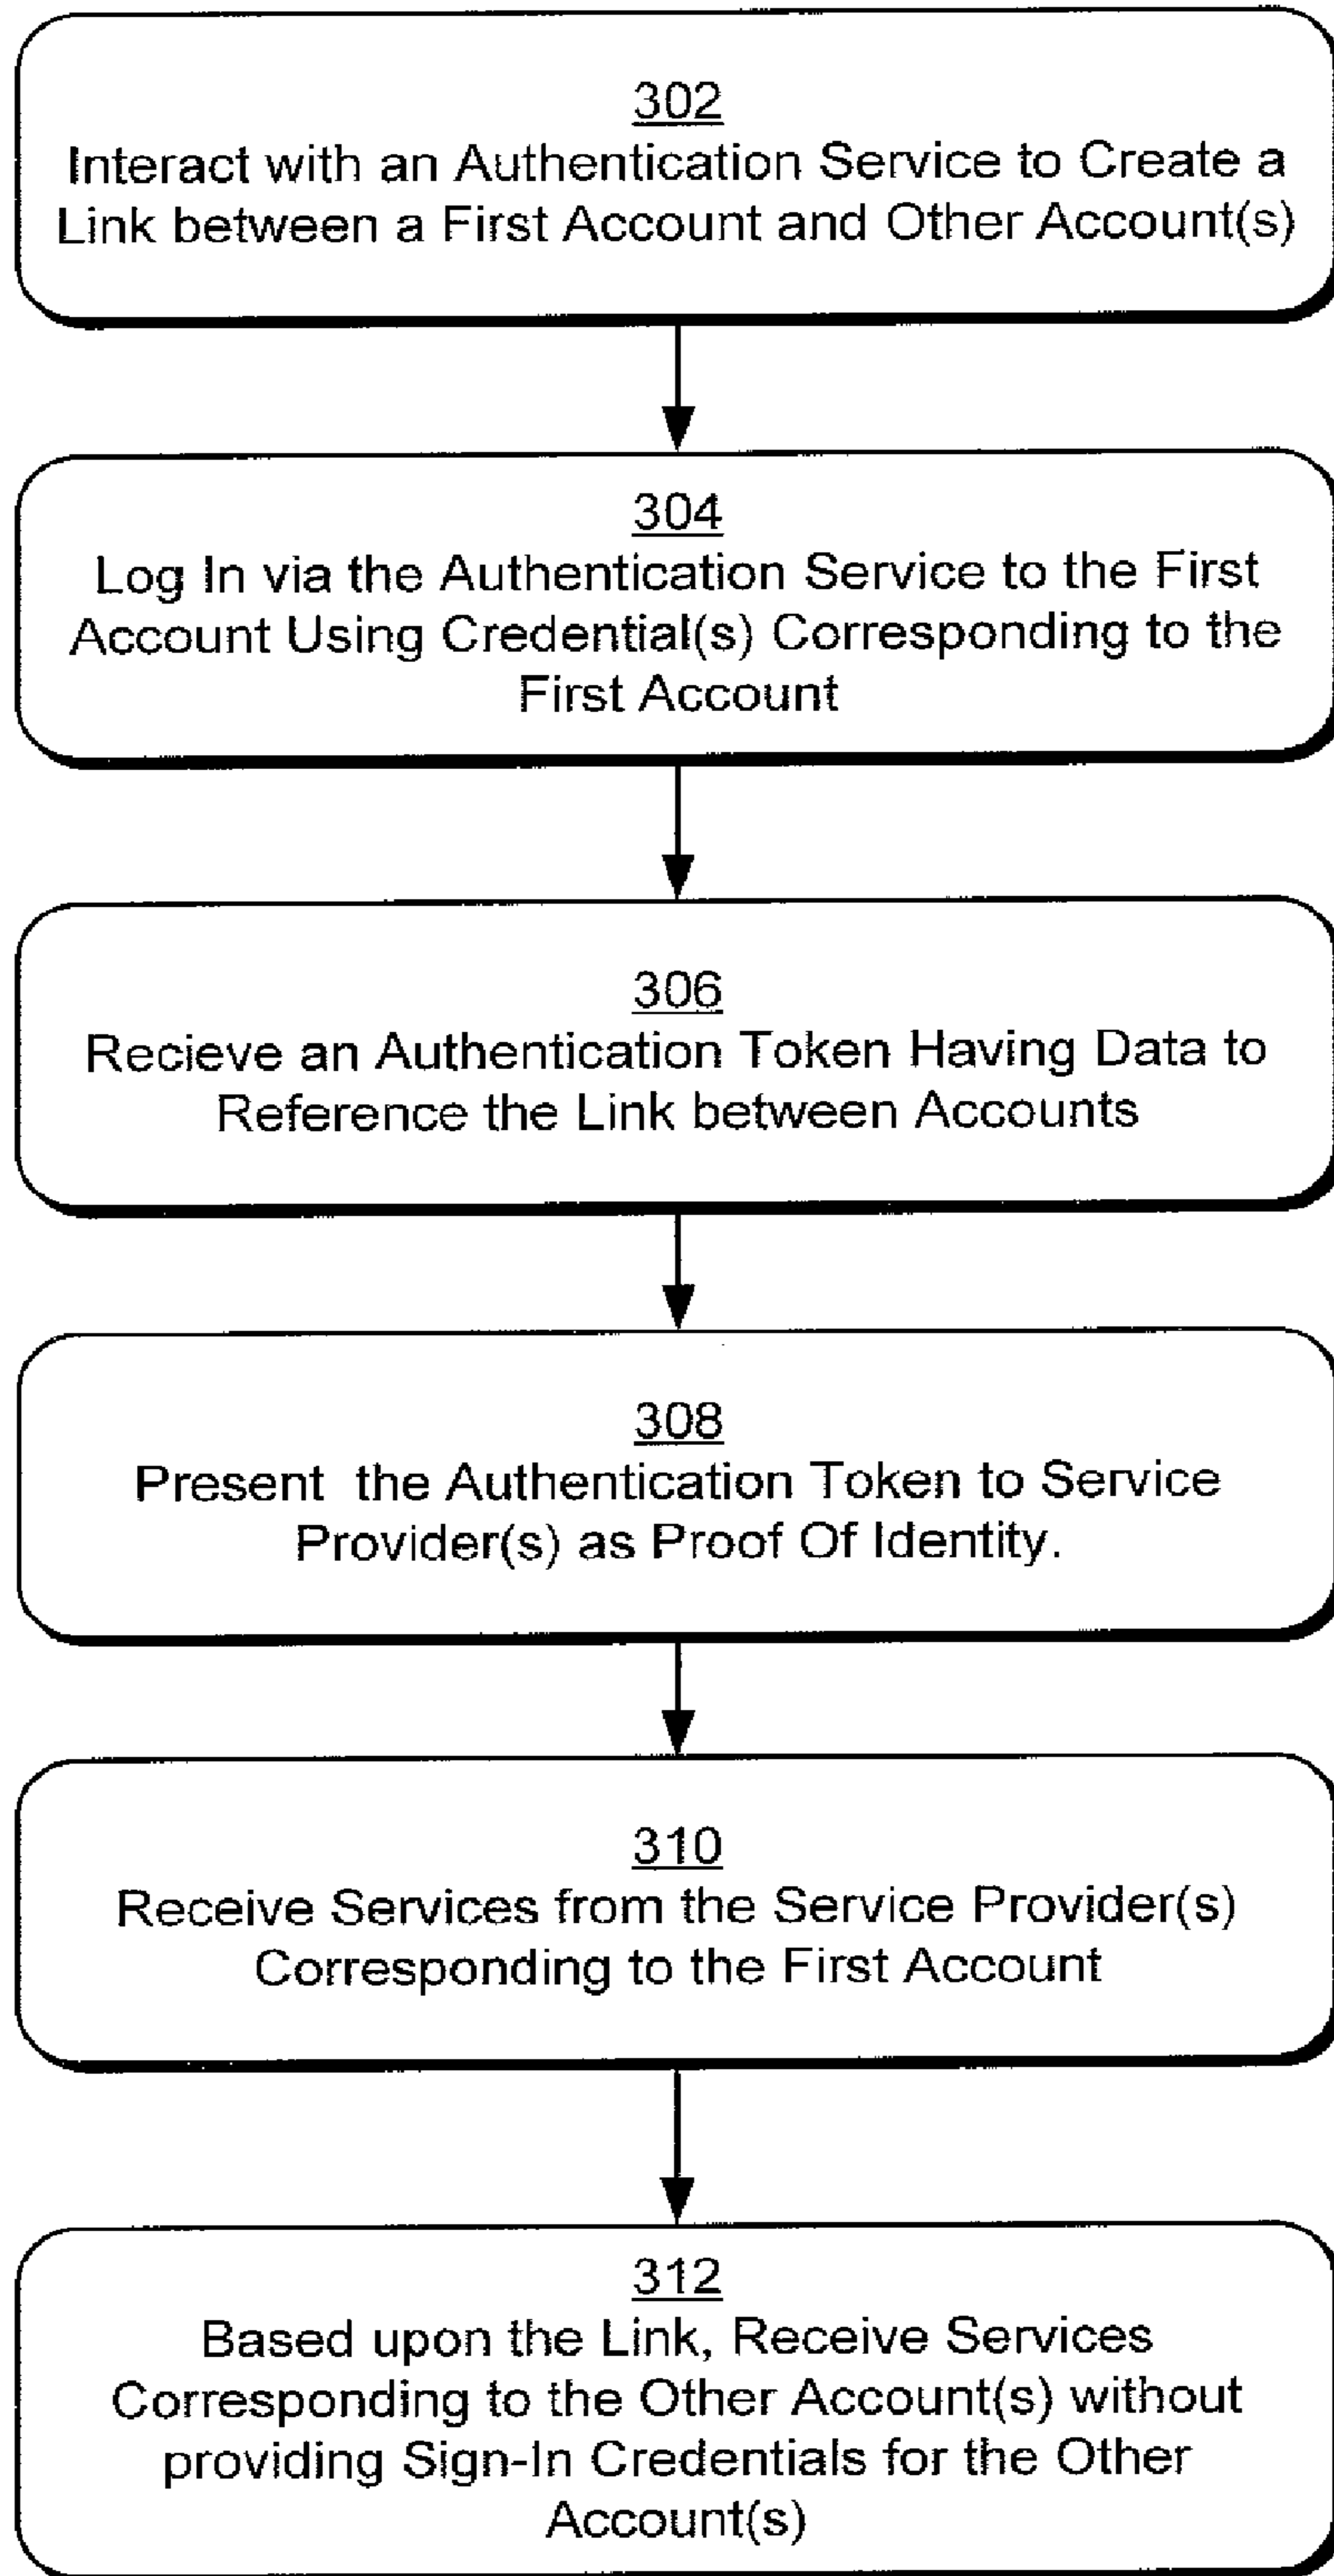 302
Interact with an Authentication Service to Create a
Link between a First Account and Other Account(s)
304
Log In via the Authentication Service to the First
Account Using Credential(s) Corresponding to the
First Account
306
Recieve an Authentication Token Having Data to
Reference the Link between Accounts
308
Present the Authentication Token to Service
Provider(s) as Proof Of Identity.
310
Receive Services from the Service Provider(s)
Corresponding to the First Account
312
Based upon the Link, Receive Services
Corresponding to the Other Account(s) without
providing Sign-In Credentials for the Other
Account(s)